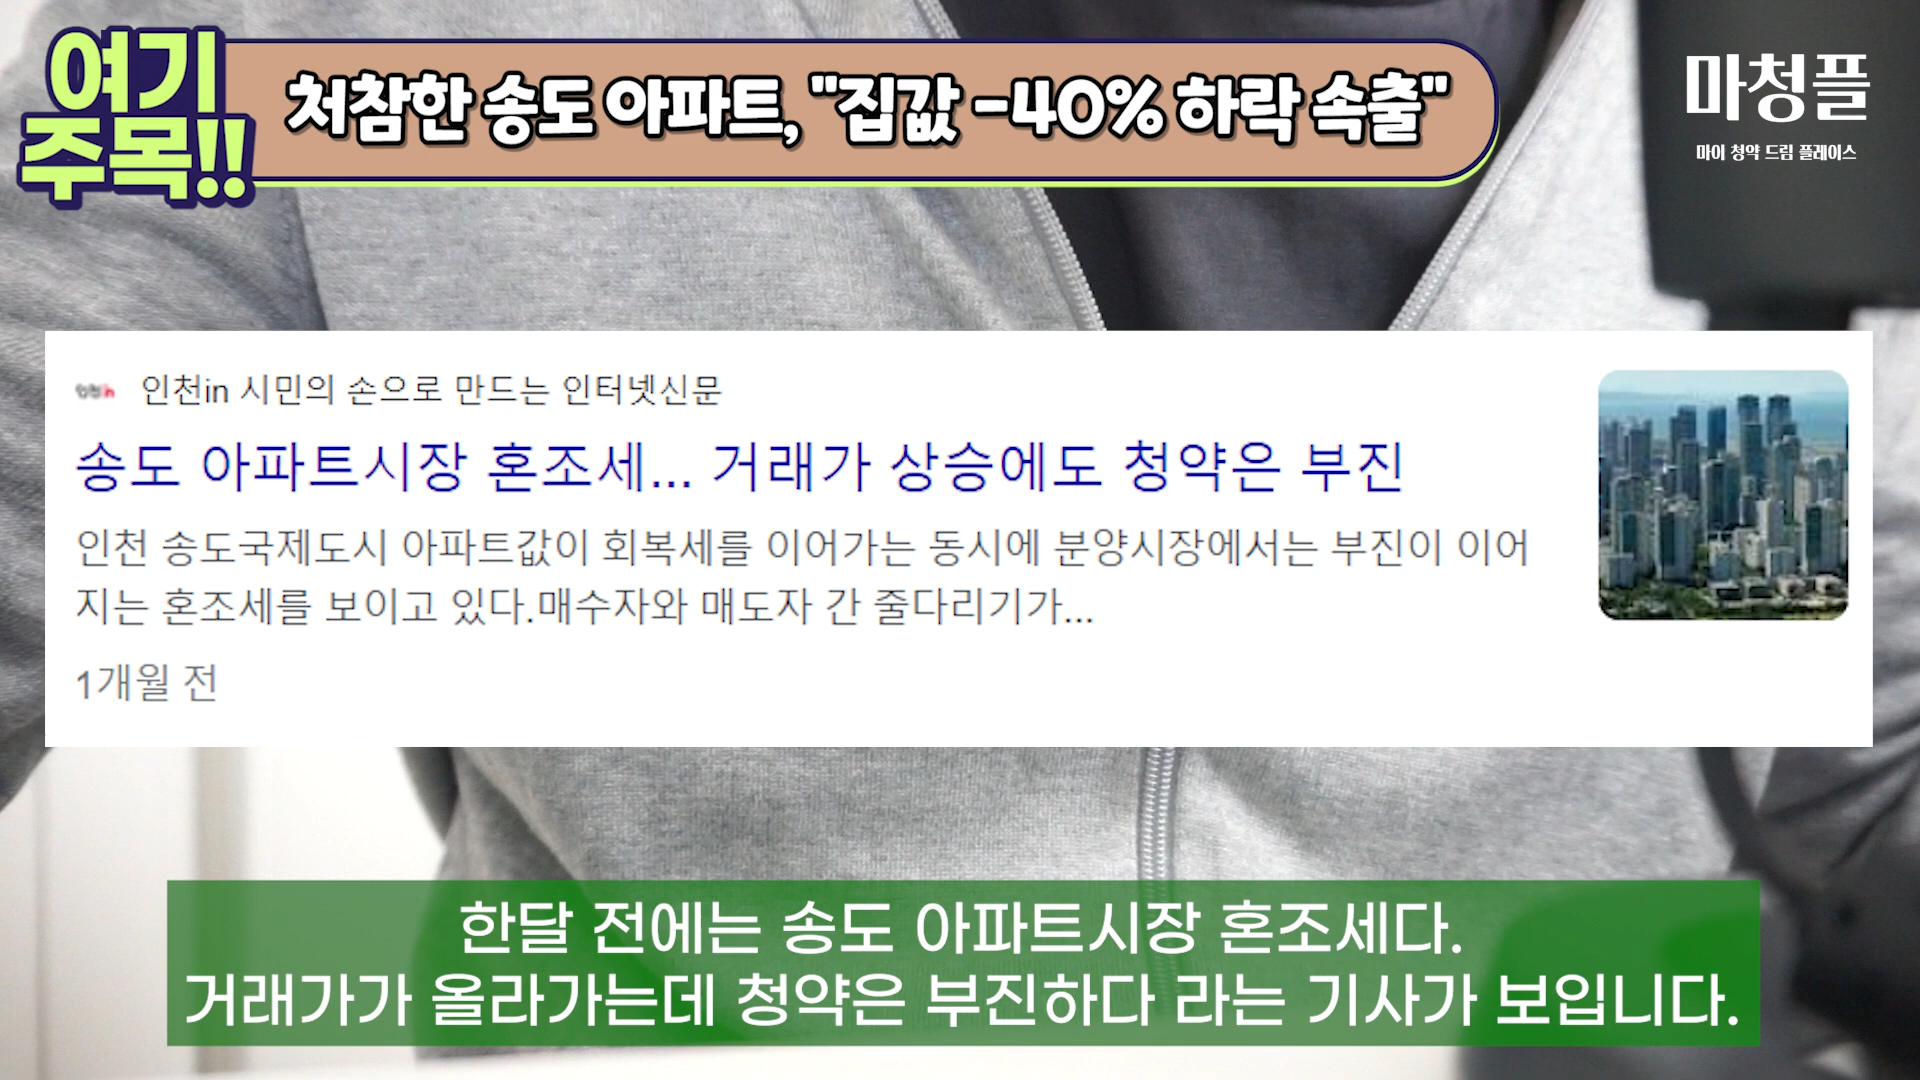 여기
주목!!
처참한 송도 아파트, "집값 -40% 하락 속출"
마청플
마이 청약 드림 플레이스
인천in 시민의 손으로 만드는 인터넷신문
송도 아파트시장 혼조세... 거래가 상승에도 청약은 부진
인천 송도국제도시 아파트값이 회복세를 이어가는 동시에 분양시장에서는 부진이 이어
지는 혼조세를 보이고 있다.매수자와 매도자 간 줄다리기가...
1개월 전
한달 전에는 송도 아파트시장 혼조세다.
거래가가 올라가는데 청약은 부진하다 라는 기사가 보입니다.